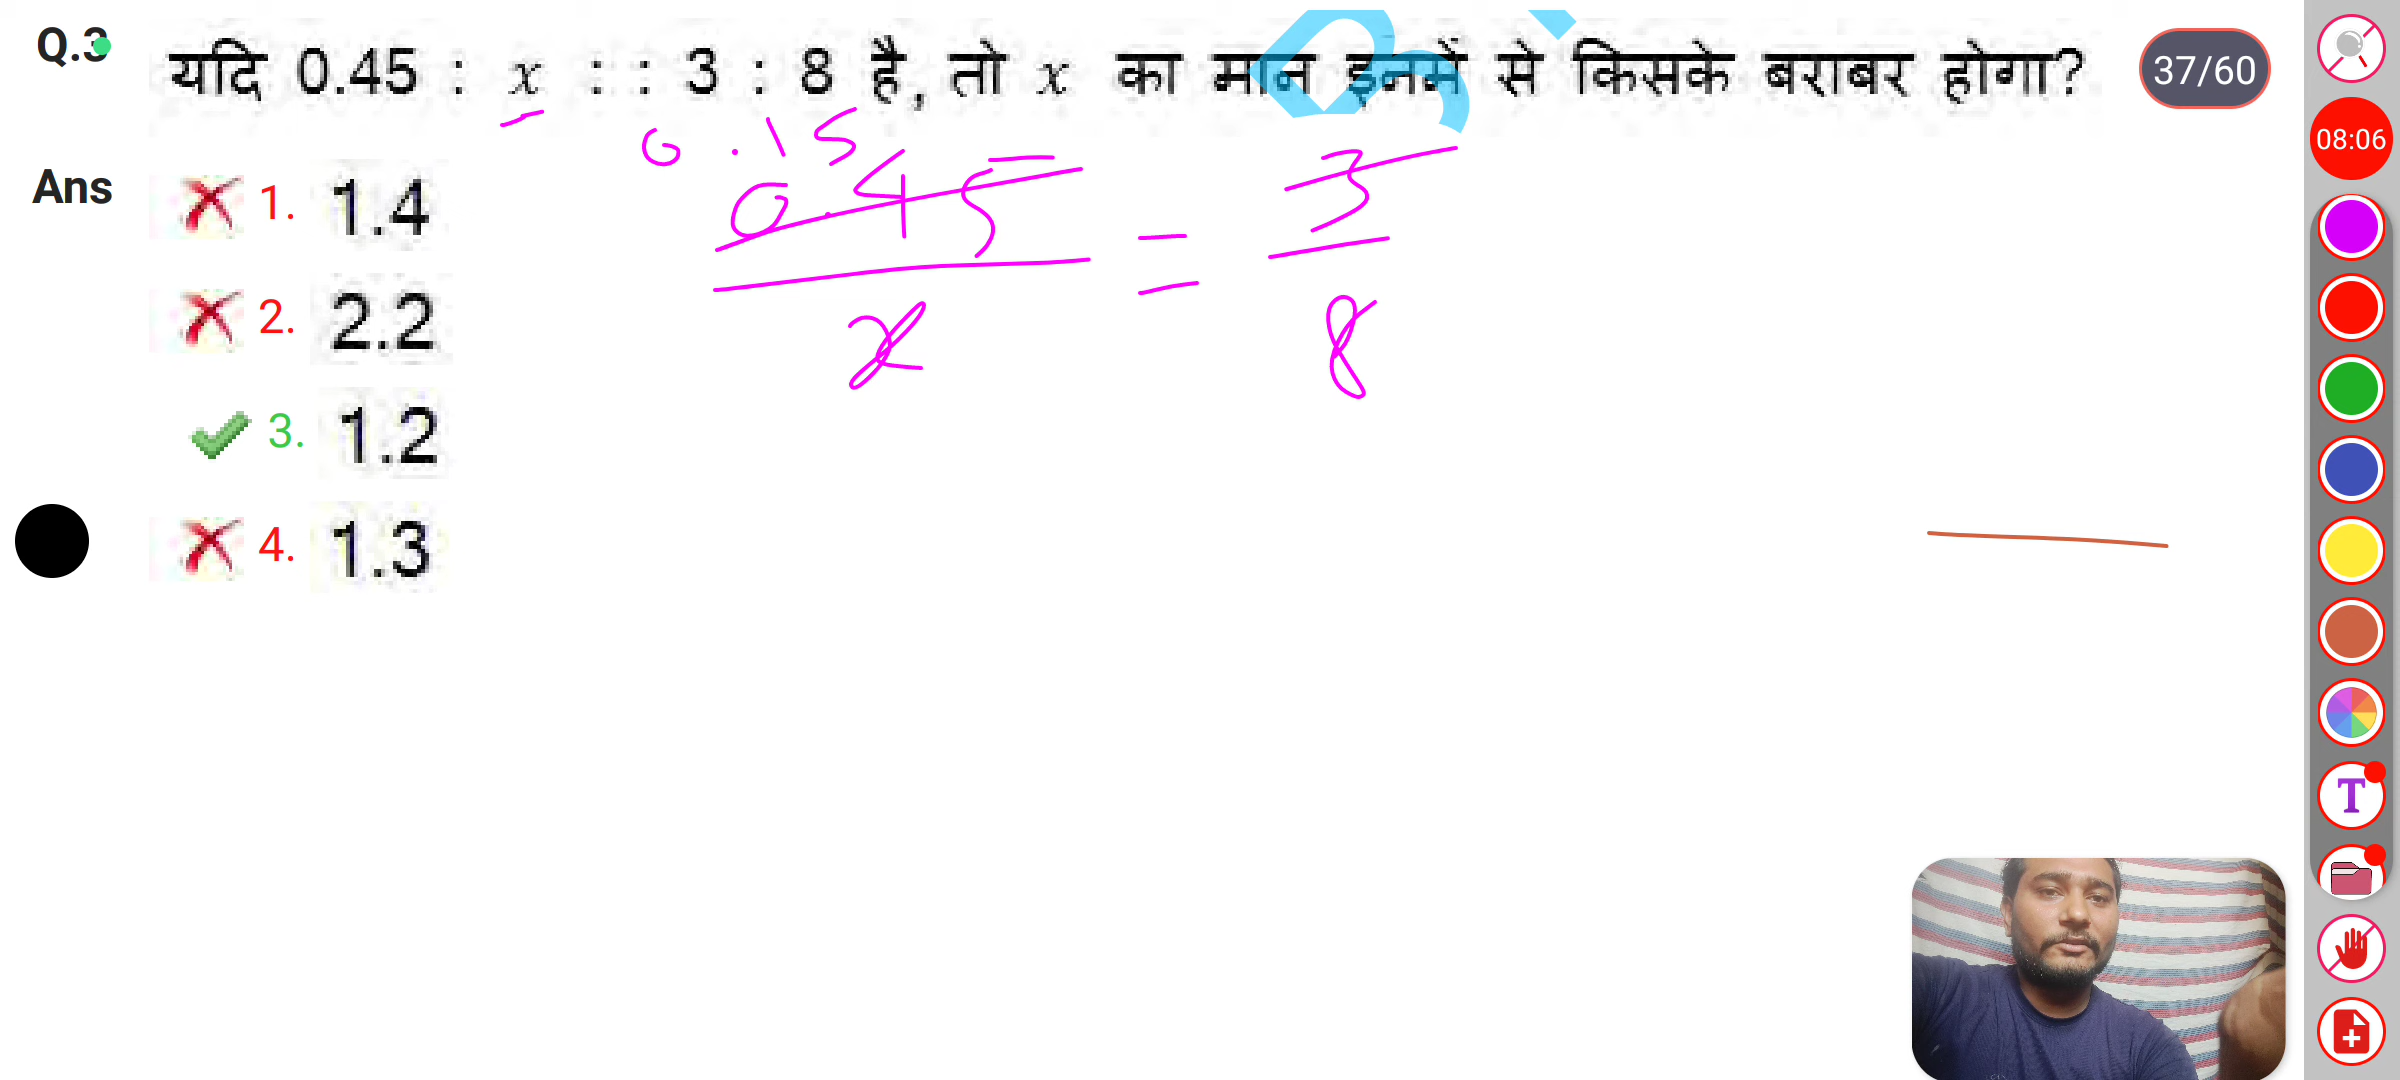 Q.3 यदि 0.45 : x : : 3 : 8 है, तो x का मान इनमें से किसके बराबर होगा? 37/60
08:06
0.15
0.45 = 3
x 8
Ans 1. 1.4
2. 2.2
3. 1.2
4. 1.3
T